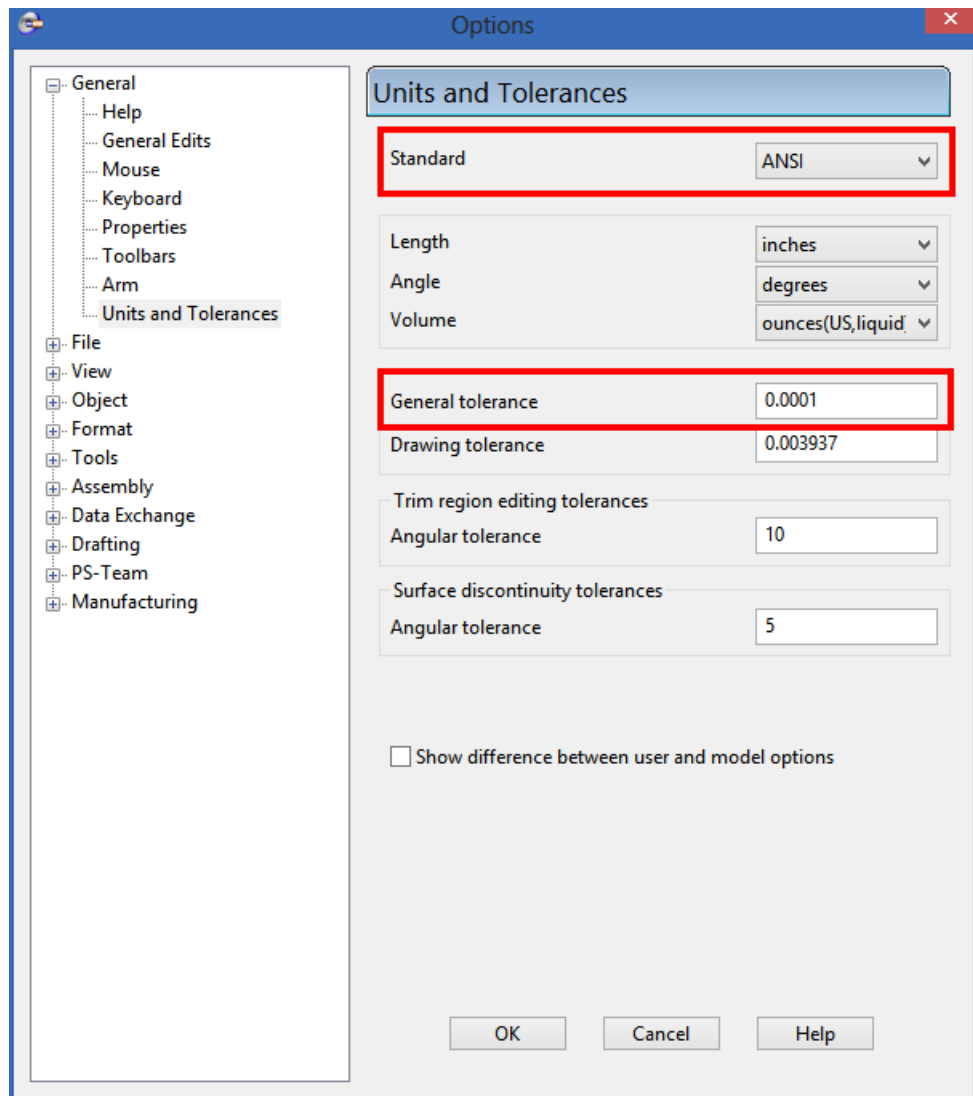 Options
General
Help
General Edits
Mouse
Keyboard
Properties
Toolbars
Arm
Units and Tolerances
File
View
Object
Format
Tools
Assembly
Data Exchange
Drafting
PS-Team
Manufacturing
Units and Tolerances
Standard ANSI
Length inches
Angle degrees
Volume ounces(US,liquid)
General tolerance 0.0001
Drawing tolerance 0.003937
Trim region editing tolerances
Angular tolerance 10
Surface discontinuity tolerances
Angular tolerance 5
Show difference between user and model options
OK Cancel Help